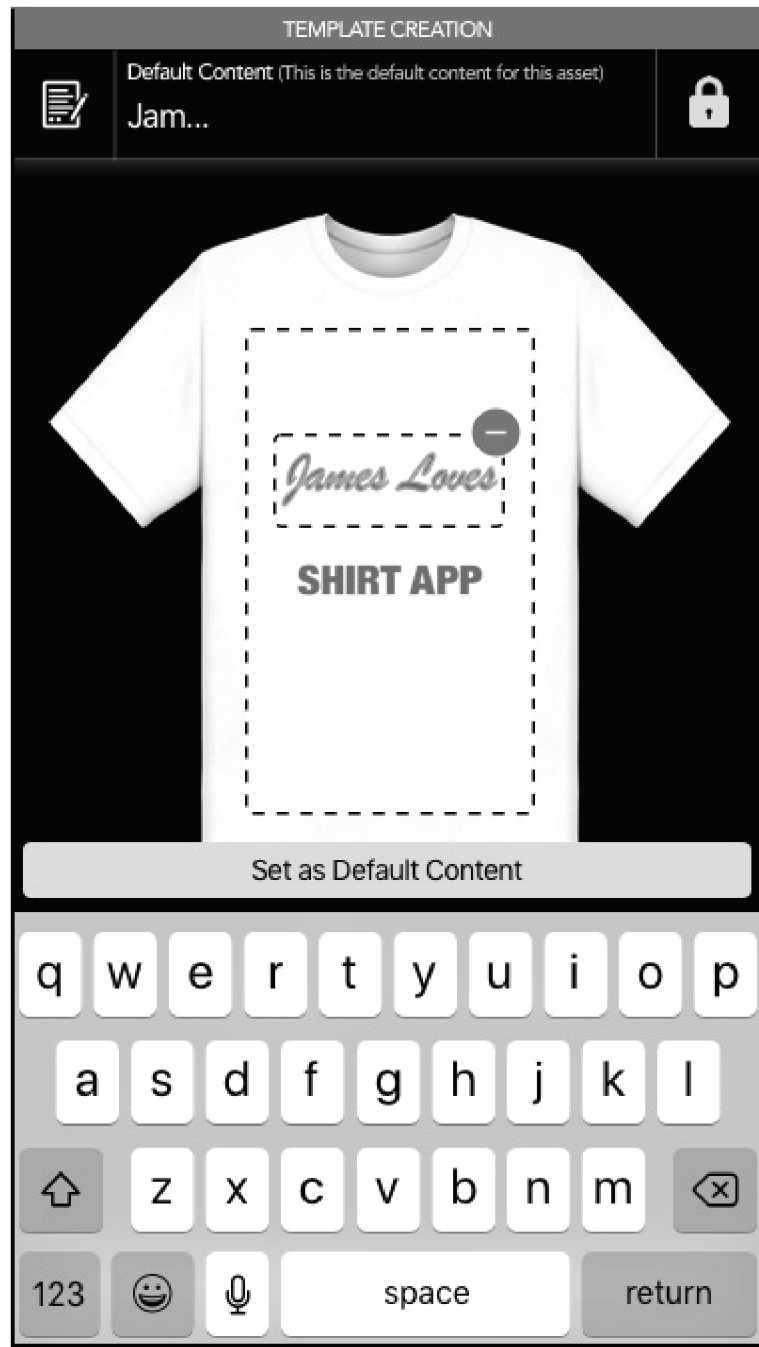 TEMPLATE CREATION
Default Content (This is the default content for this asset)
Jam...
James Loves
SHIRT APP
Set as Default Content
q w e r t y u i o p
a s d f g h j k l
z x c v b n m
123 space return